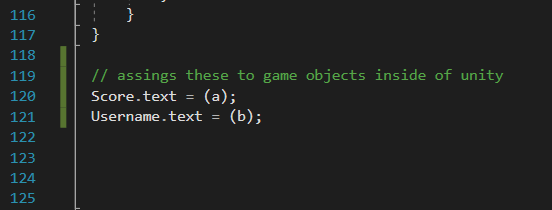 116 }
117 }
118
119 // assings these to game objects inside of unity
120 Score.text = (a);
121 Username.text = (b);
122
123
124
125